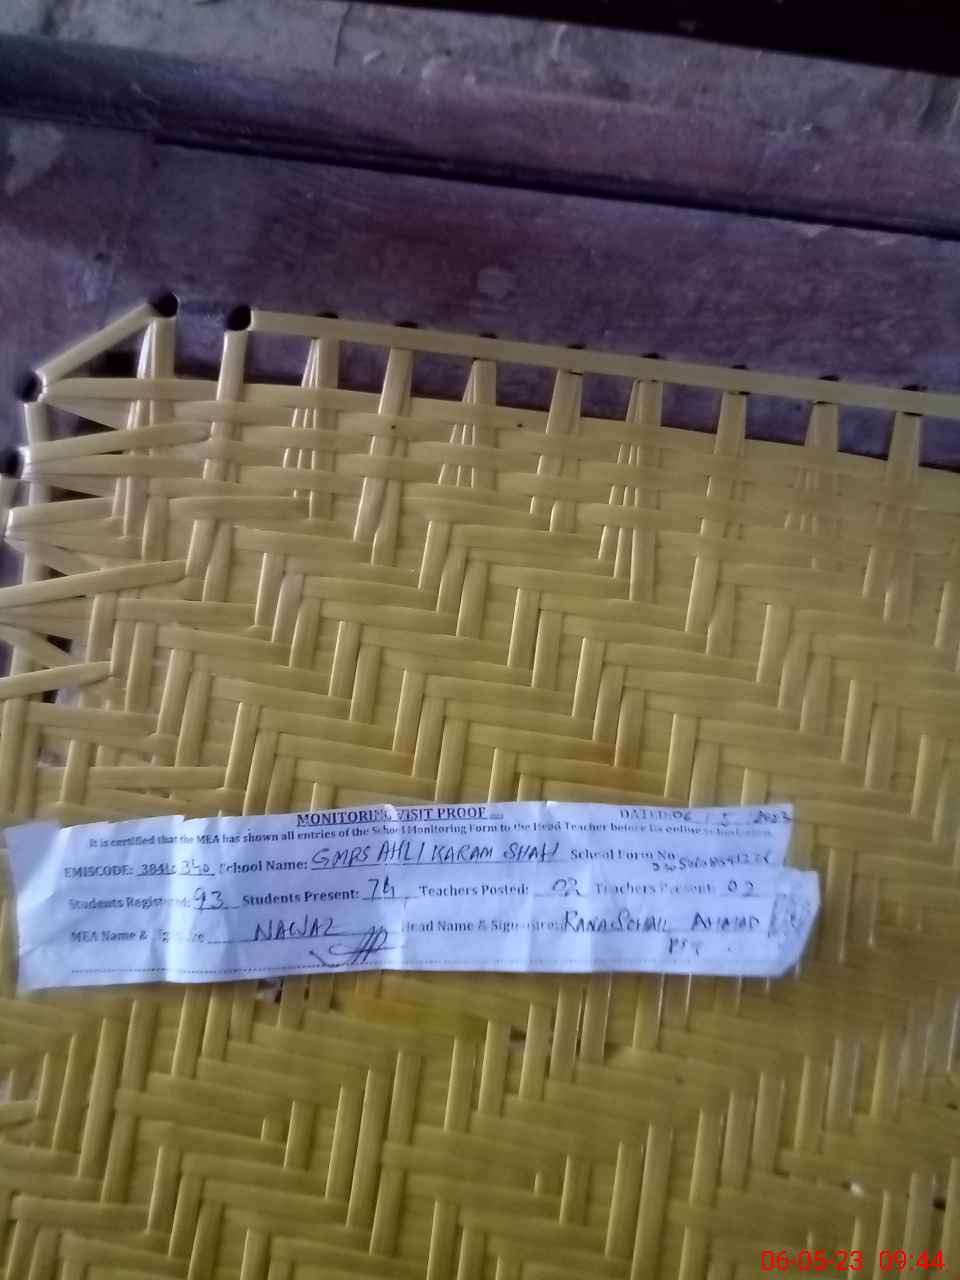 MONITORING VISIT PROOF
DATED: 06 / 5 / 2023
It is certified that the MEA has shown all entries of the School Monitoring Form to the Head Teacher before its online submission.
EMISCODE: School Name: GMPS AHLI KARAM SHAH School Form No
Students Registered: 93 Students Present: 74 Teachers Posted: 02 Teachers Present: 02
MEA Name & NAWAZ Head Name & Signature: RANA SOHAIL AHMAD
PST
06-05-23 09:44